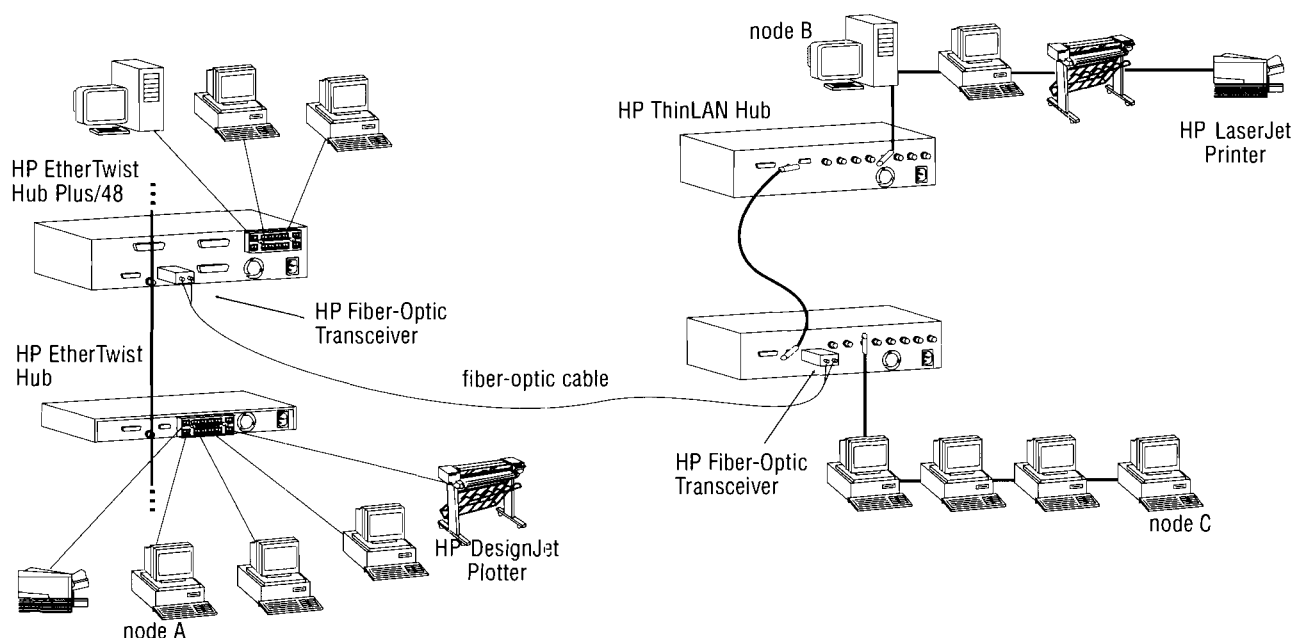 node B
HP ThinLAN Hub
HP LaserJet
Printer
HP EtherTwist
Hub Plus/48
HP Fiber-Optic
Transceiver
HP EtherTwist
Hub
fiber-optic cable
HP Fiber-Optic
Transceiver
node C
HP DesignJet
Plotter
node A